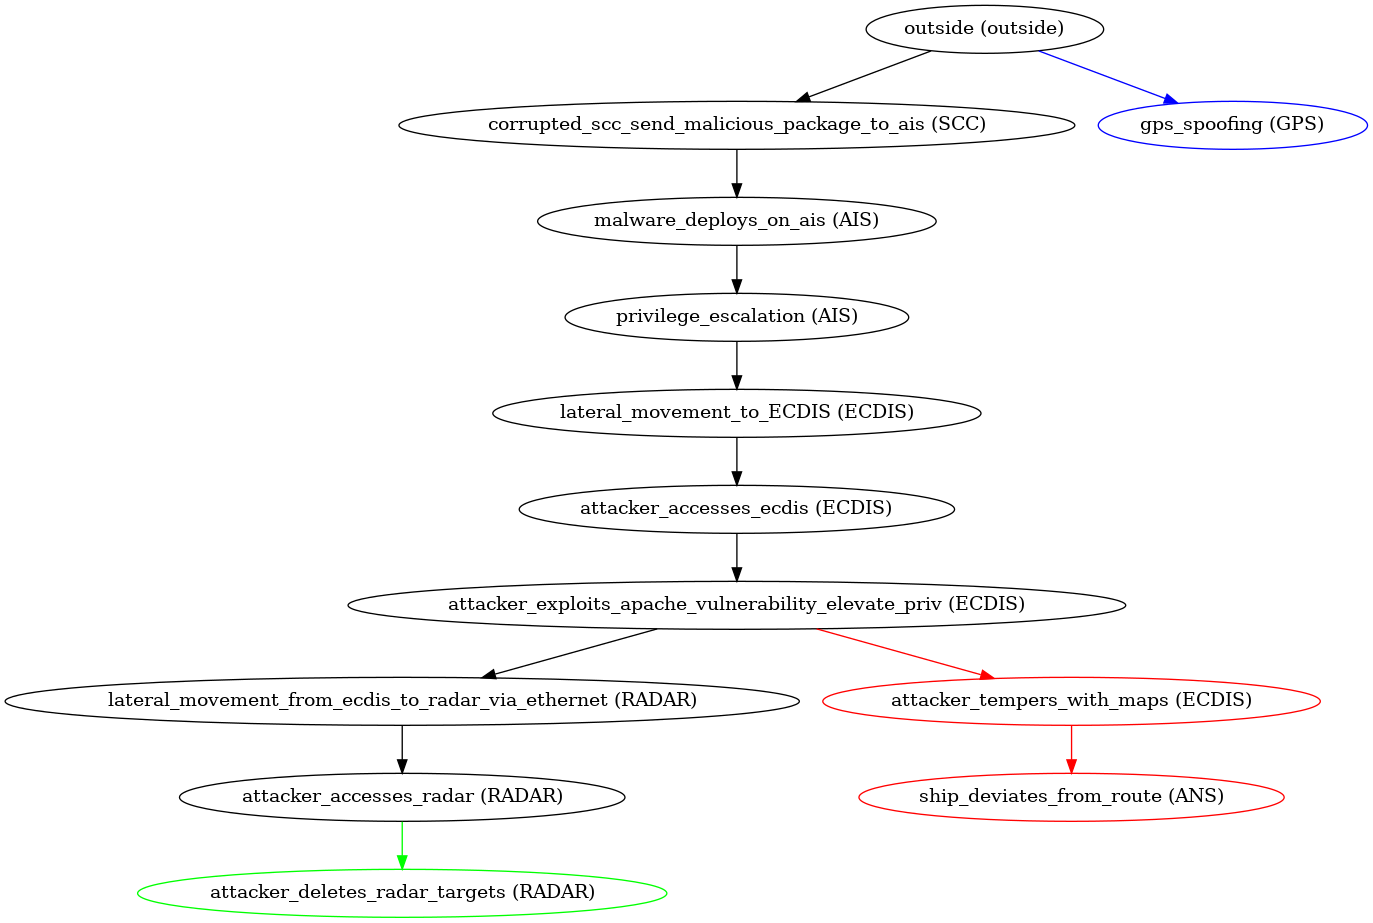 outside (outside)
corrupted_scc_send_malicious_package_to_ais (SCC)
gps_spoofing (GPS)
malware_deploys_on_ais (AIS)
privilege_escalation (AIS)
lateral_movement_to_ECDIS (ECDIS)
attacker_accesses_ecdis (ECDIS)
attacker_exploits_apache_vulnerability_elevate_priv (ECDIS)
lateral_movement_from_ecdis_to_radar_via_ethernet (RADAR)
attacker_tempers_with_maps (ECDIS)
attacker_accesses_radar (RADAR)
ship_deviates_from_route (ANS)
attacker_deletes_radar_targets (RADAR)